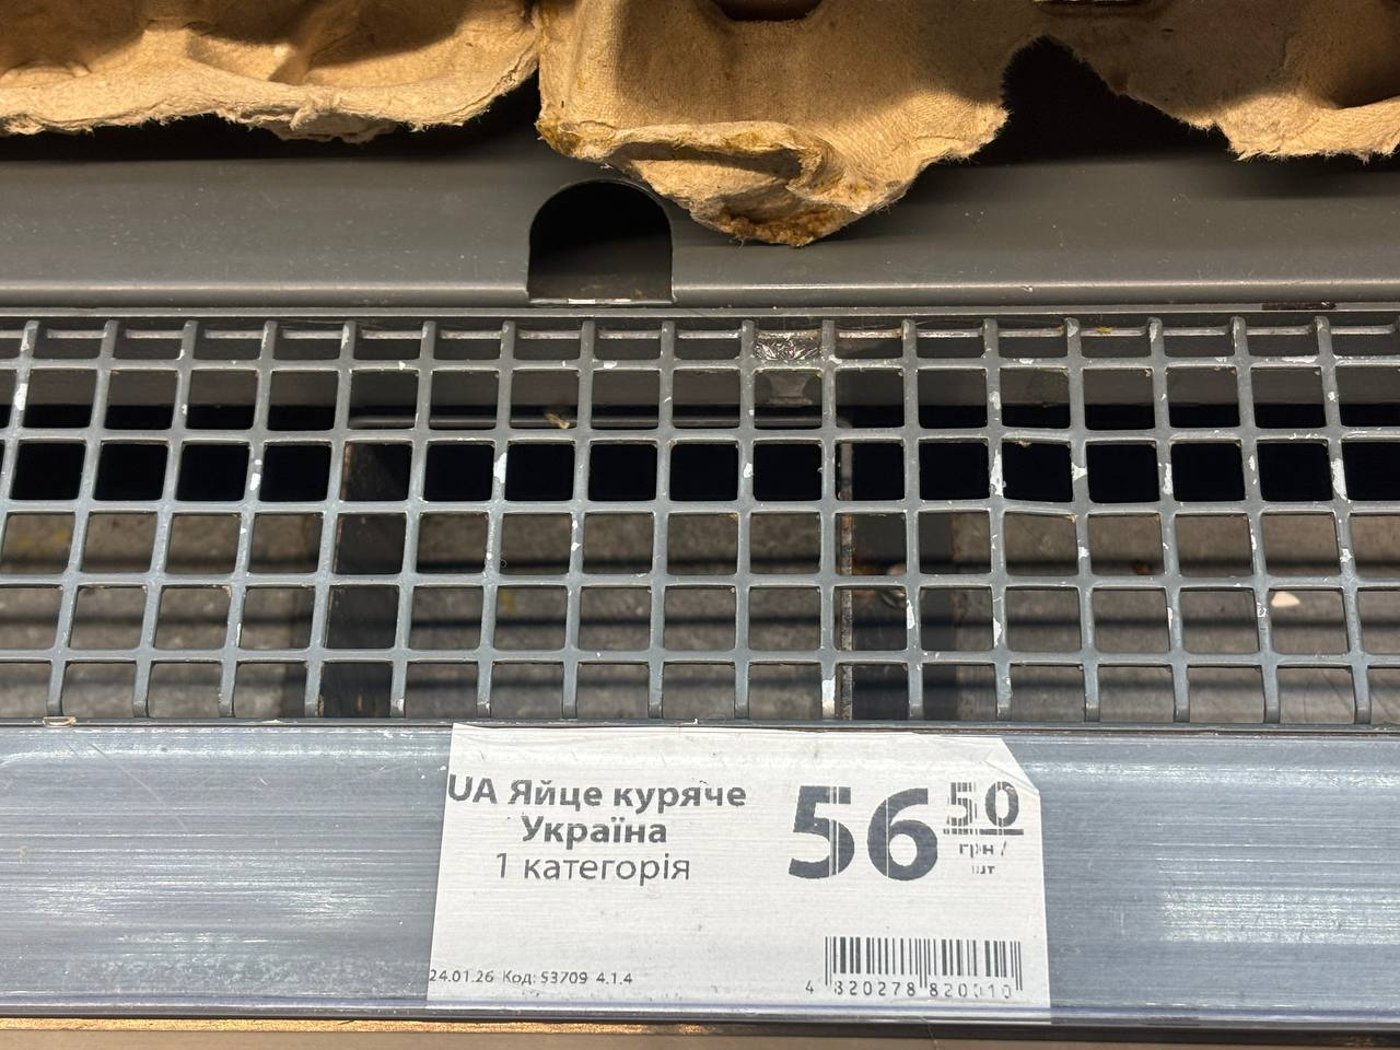 UA Яйце куряче
Україна
1 категорія
56 50
грн /
шт
24.01.26 Код: 53709 4.1.4
4 820278 820010